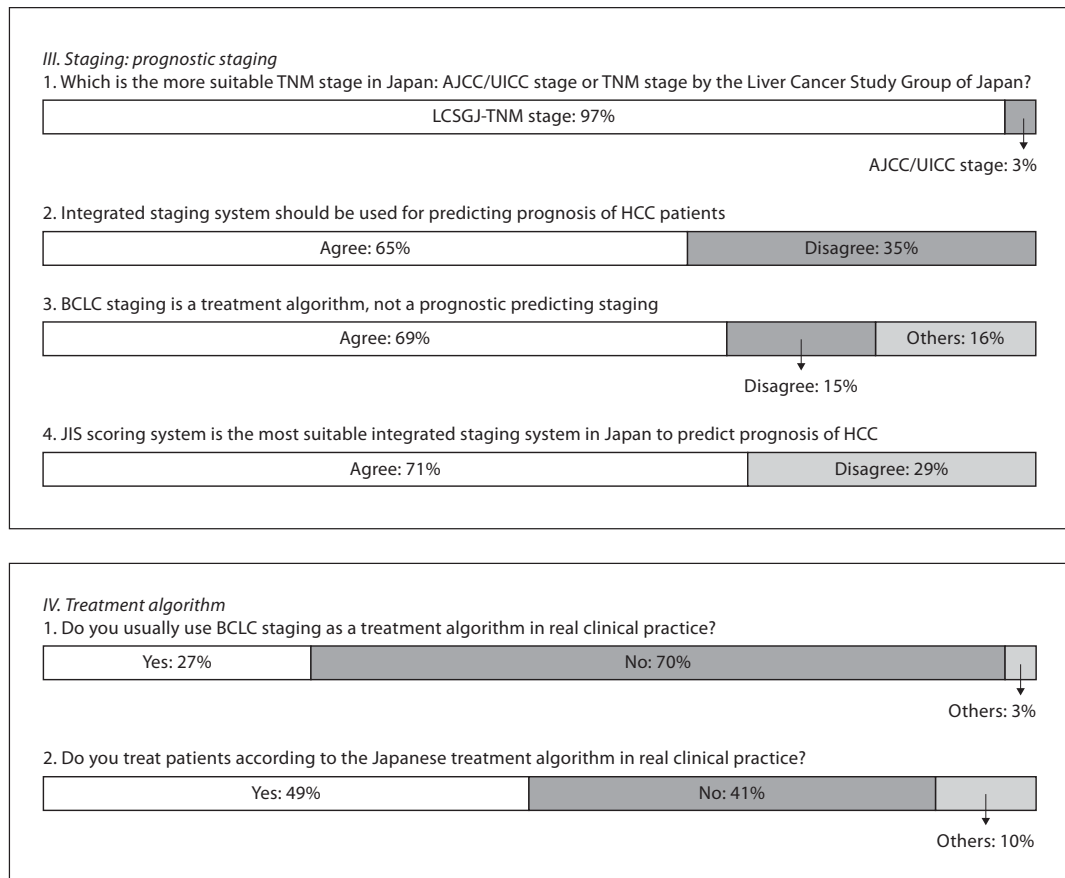 III. Staging: prognostic staging
1. Which is the more suitable TNM stage in Japan: AJCC/UICC stage or TNM stage by the Liver Cancer Study Group of Japan?
LCSGJ-TNM stage: 97%
AJCC/UICC stage: 3%
2. Integrated staging system should be used for predicting prognosis of HCC patients
Agree: 65% Disagree: 35%
3. BCLC staging is a treatment algorithm, not a prognostic predicting staging
Agree: 69% Others: 16%
Disagree: 15%
4. JIS scoring system is the most suitable integrated staging system in Japan to predict prognosis of HCC
Agree: 71% Disagree: 29%
IV. Treatment algorithm
1. Do you usually use BCLC staging as a treatment algorithm in real clinical practice?
Yes: 27% No: 70%
Others: 3%
2. Do you treat patients according to the Japanese treatment algorithm in real clinical practice?
Yes: 49% No: 41%
Others: 10%